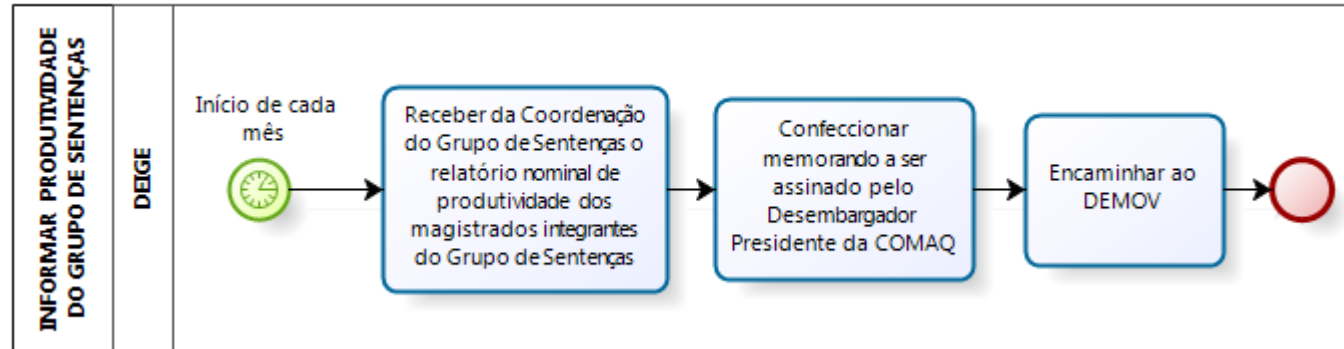 INFORMAR PRODUTIVIDADE
DO GRUPO DE SENTENÇAS
DEIGE
Início de cada
mês
Receber da Coordenação
do Grupo de Sentenças o
relatório nominal de
produtividade dos
magistrados integrantes
do Grupo de Sentenças
Confeccionar
memorando a ser
assinado pelo
Desembargador
Presidente da COMAQ
Encaminhar ao
DEMOV